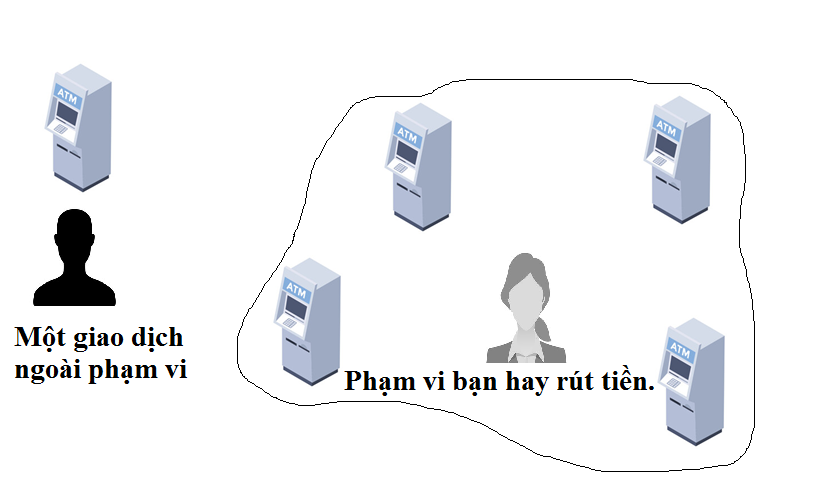 ATM
ATM
ATM
ATM
ATM
Một giao dịch
ngoài phạm vi
Phạm vi bạn hay rút tiền.